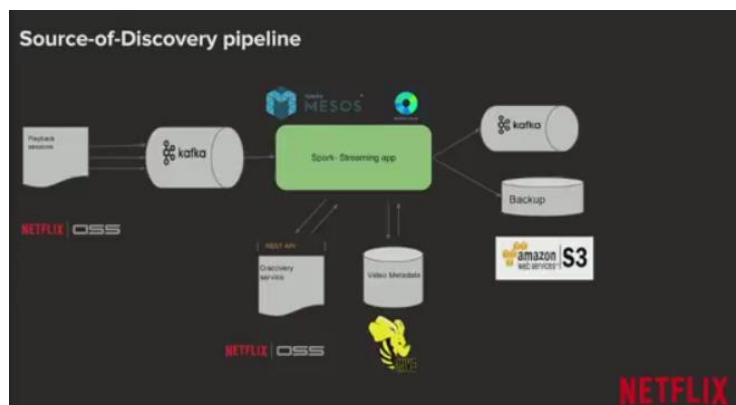 Source-of-Discovery pipeline
MESOS
Playback
sessions
kafka
Spark- Streaming app
kafka
Backup
NETFLIX | OSS
REST API
Discovery
service
Video Metadata
amazon
web services
S3
NETFLIX | OSS
HIVE
NETFLIX